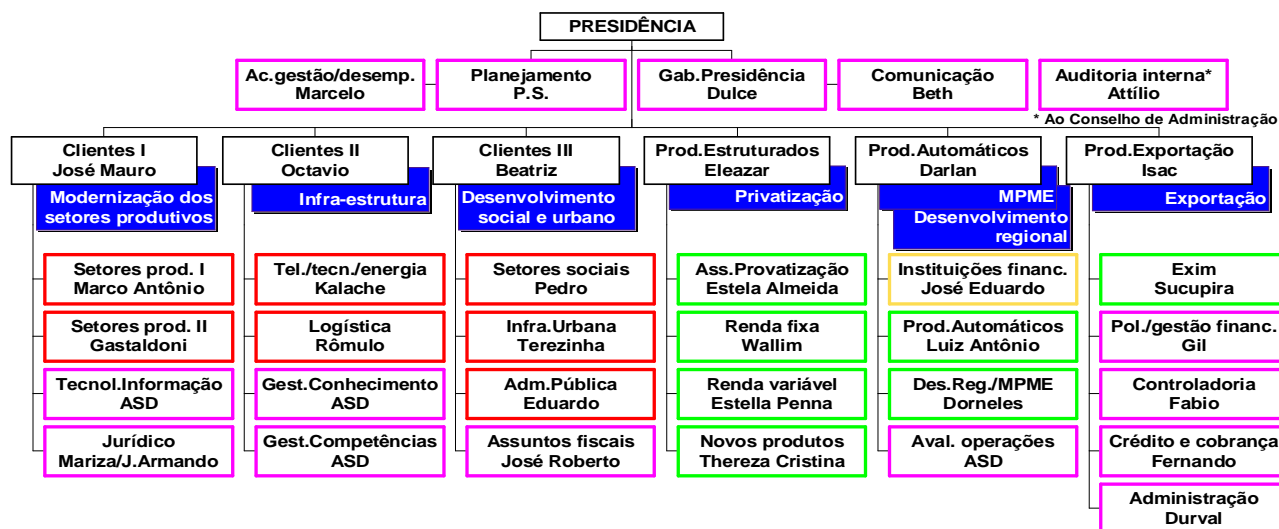 PRESIDÊNCIA
Ac.gestão/desemp.
Marcelo
Planejamento
P.S.
Gab.Presidência
Dulce
Comunicação
Beth
Auditoria interna*
Attílio
* Ao Conselho de Administração
Clientes I
José Mauro
Modernização dos
setores produtivos
Clientes II
Octavio
Infra-estrutura
Clientes III
Beatriz
Desenvolvimento
social e urbano
Prod.Estruturados
Eleazar
Privatização
Prod.Automáticos
Darlan
MPME
Desenvolvimento
regional
Prod.Exportação
Isac
Exportação
Setores prod. I
Marco Antônio
Setores prod. II
Gastaldoni
Tecnol.Informação
ASD
Jurídico
Mariza/J.Armando
Tel./tecn./energia
Kalache
Logística
Rômulo
Gest.Conhecimento
ASD
Gest.Competências
ASD
Setores sociais
Pedro
Infra.Urbana
Terezinha
Adm.Pública
Eduardo
Assuntos fiscais
José Roberto
Ass.Provatização
Estela Almeida
Renda fixa
Wallim
Renda variável
Estella Penna
Novos produtos
Thereza Cristina
Instituições financ.
José Eduardo
Prod.Automáticos
Luiz Antônio
Des.Reg./MPME
Dorneles
Aval. operações
ASD
Exim
Sucupira
Pol./gestão financ.
Gil
Controladoria
Fabio
Crédito e cobrança
Fernando
Administração
Durval